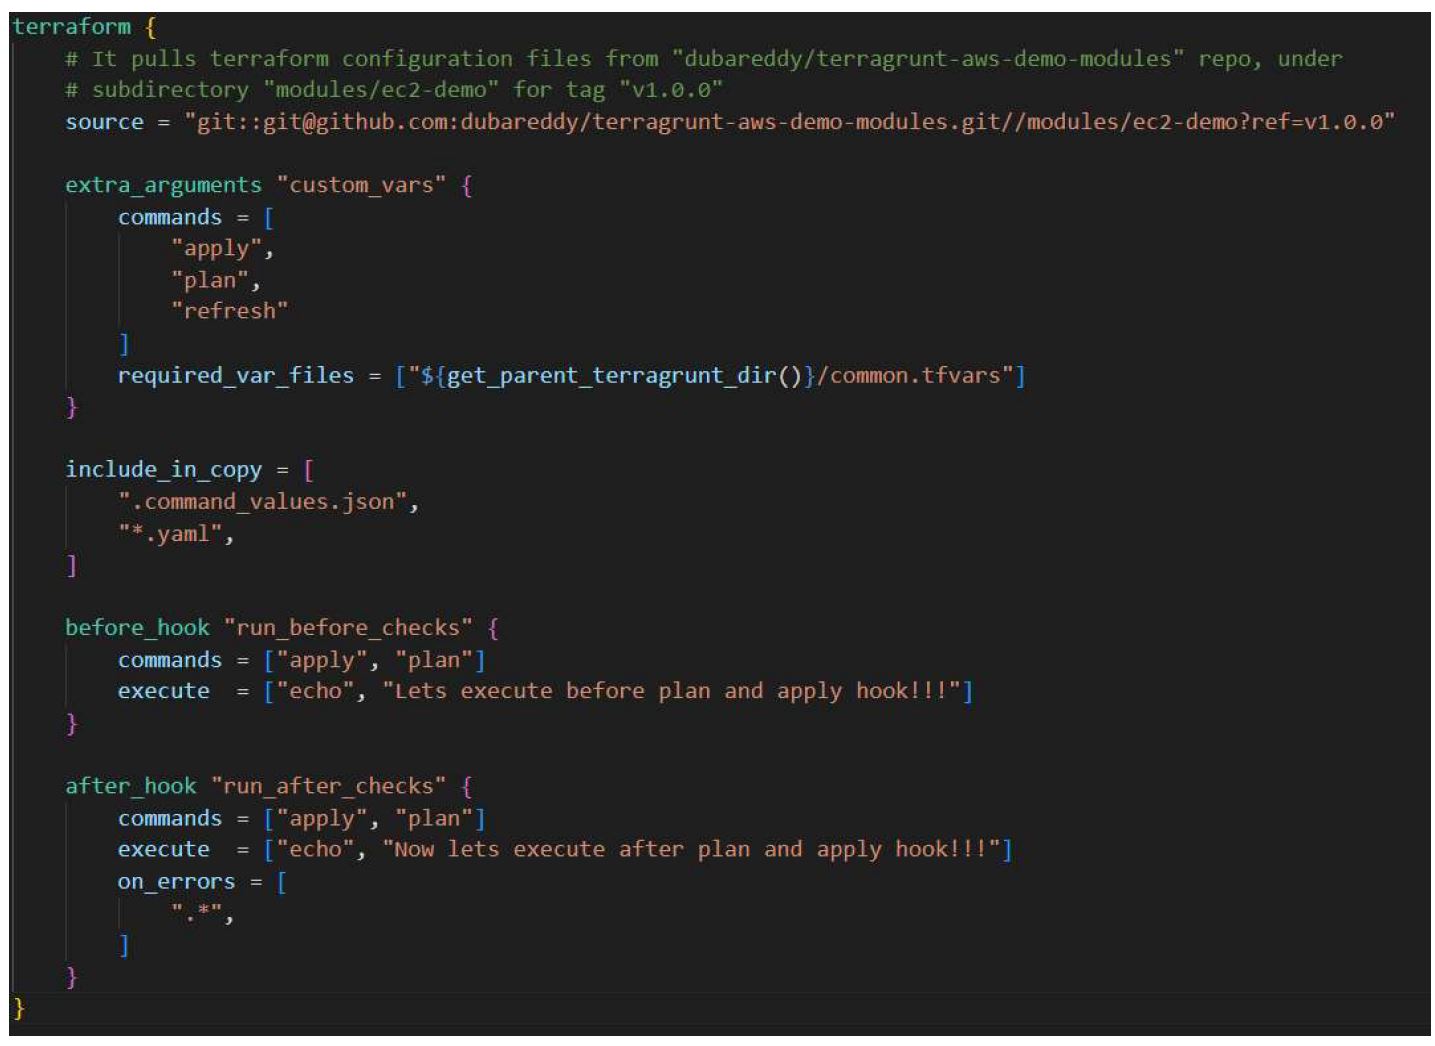 terraform {
    # It pulls terraform configuration files from "dubareddy/terragrunt-aws-demo-modules" repo, under
    # subdirectory "modules/ec2-demo" for tag "v1.0.0"
    source = "git::git@github.com:dubareddy/terragrunt-aws-demo-modules.git//modules/ec2-demo?ref=v1.0.0"

    extra_arguments "custom_vars" {
        commands = [
            "apply",
            "plan",
            "refresh"
        ]
        required_var_files = ["${get_parent_terragrunt_dir()}/common.tfvars"]
    }

    include_in_copy = [
        ".command_values.json",
        "*.yaml",
    ]

    before_hook "run_before_checks" {
        commands = ["apply", "plan"]
        execute  = ["echo", "Lets execute before plan and apply hook!!!"]
    }

    after_hook "run_after_checks" {
        commands = ["apply", "plan"]
        execute  = ["echo", "Now lets execute after plan and apply hook!!!"]
        on_errors = [
            ".*",
        ]
    }
}